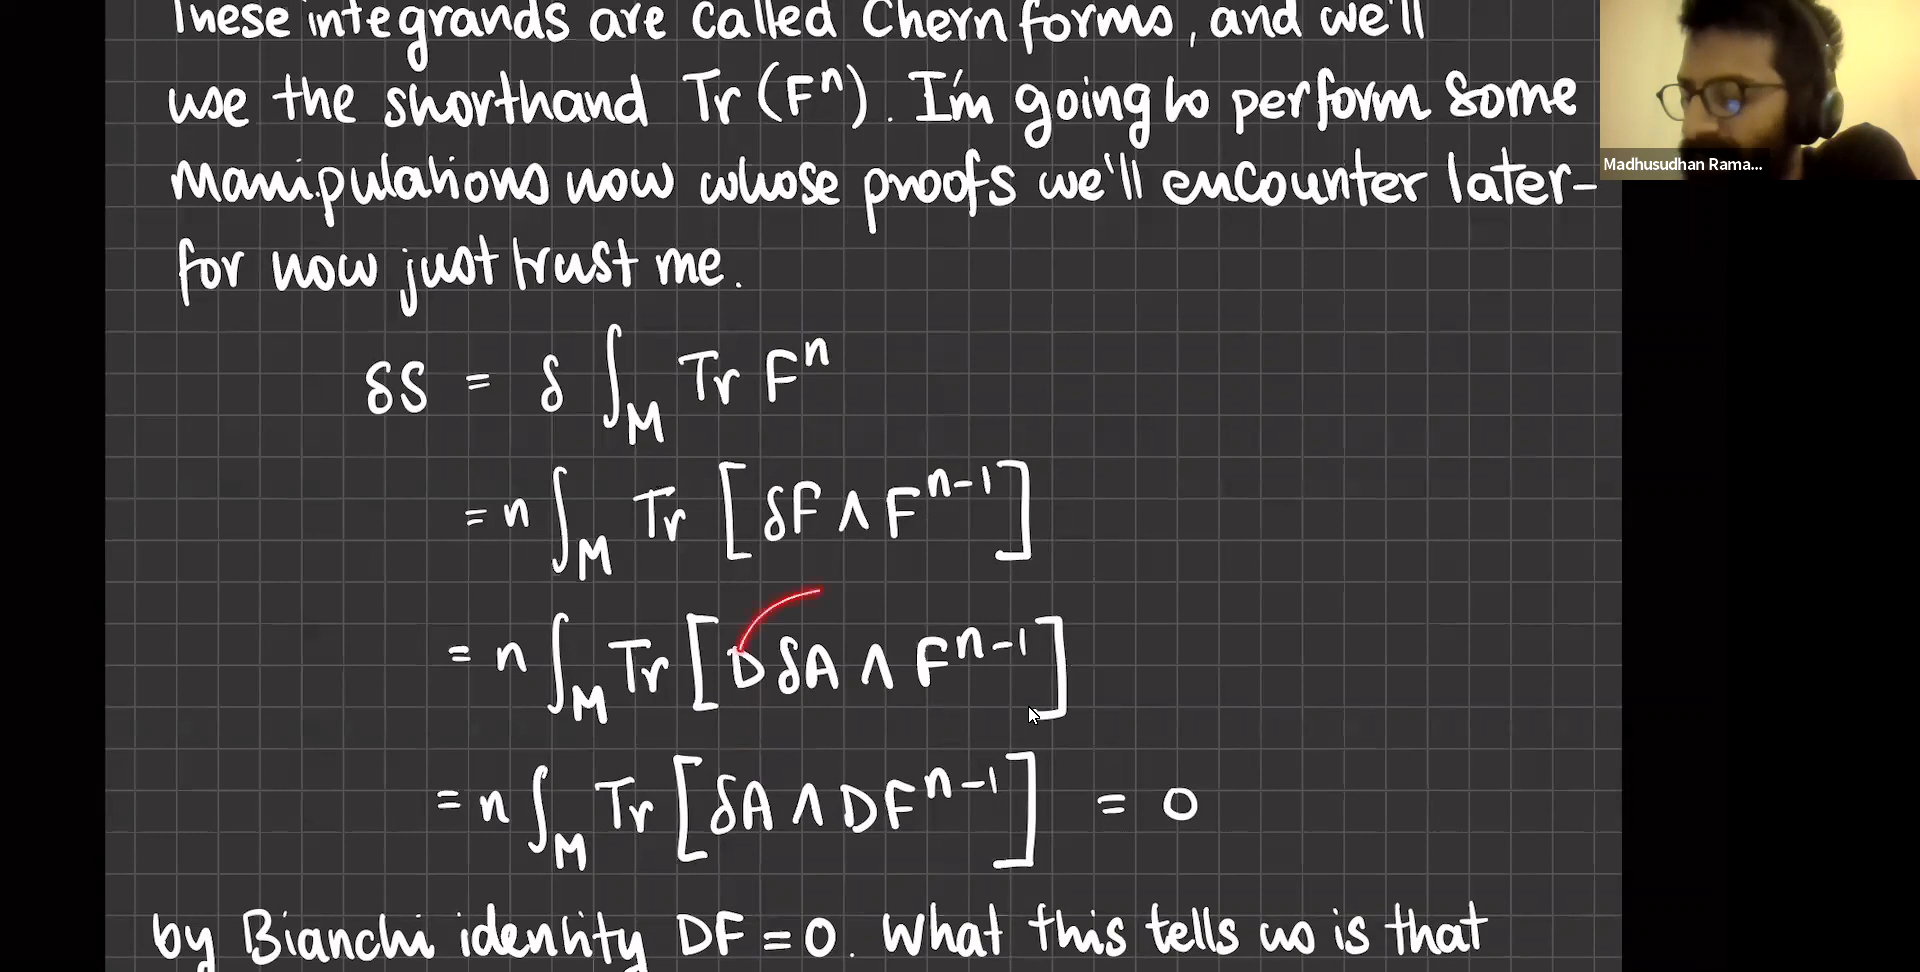 These integrands are called Chern forms, and we'll
use the shorthand Tr (Fⁿ). I'm going to perform some
Manipulations now whose proofs we'll encounter later-
for now just trust me.
δS = δ ∫_M Tr Fⁿ
= n ∫_M Tr [δF ∧ Fⁿ⁻¹]
= n ∫_M Tr [D δA ∧ Fⁿ⁻¹]
= n ∫_M Tr [δA ∧ DFⁿ⁻¹] = 0
by Bianchi identity DF = 0. What this tells us is that
Madhusudhan Rama...